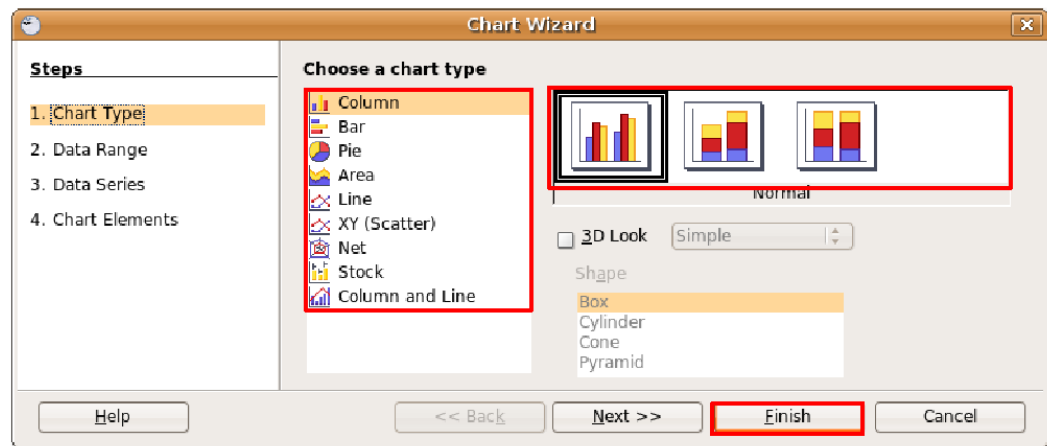 Chart Wizard
Steps
1. Chart Type
2. Data Range
3. Data Series
4. Chart Elements
Choose a chart type
Column
Bar
Pie
Area
Line
XY (Scatter)
Net
Stock
Column and Line
Normal
3D Look
Simple
Shape
Box
Cylinder
Cone
Pyramid
Help
<< Back
Next >>
Finish
Cancel